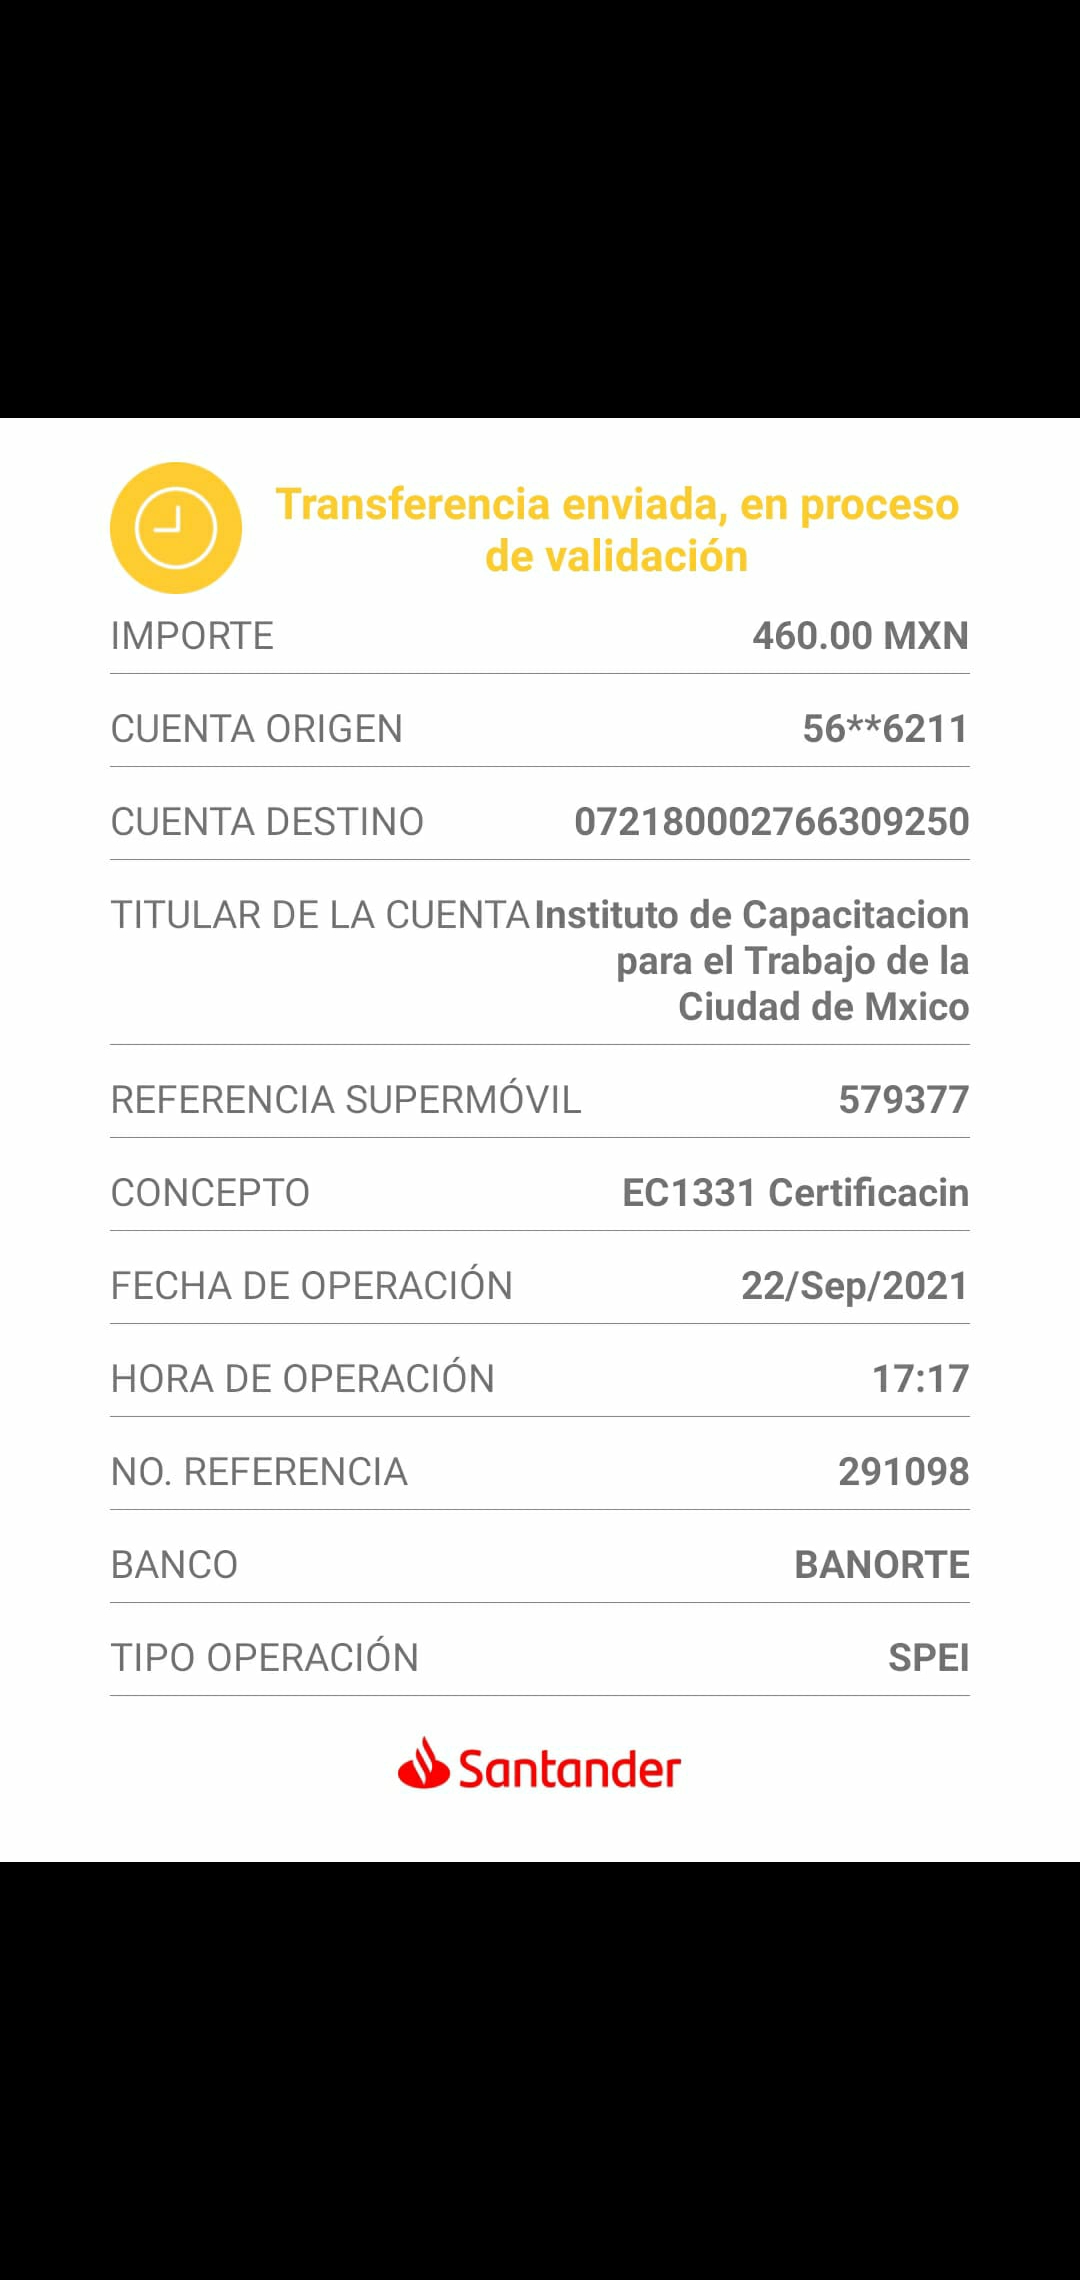 Transferencia enviada, en proceso
de validación
IMPORTE 460.00 MXN
CUENTA ORIGEN 56**6211
CUENTA DESTINO 072180002766309250
TITULAR DE LA CUENTA Instituto de Capacitacion
para el Trabajo de la
Ciudad de Mxico
REFERENCIA SUPERMÓVIL 579377
CONCEPTO EC1331 Certificacin
FECHA DE OPERACIÓN 22/Sep/2021
HORA DE OPERACIÓN 17:17
NO. REFERENCIA 291098
BANCO BANORTE
TIPO OPERACIÓN SPEI
Santander